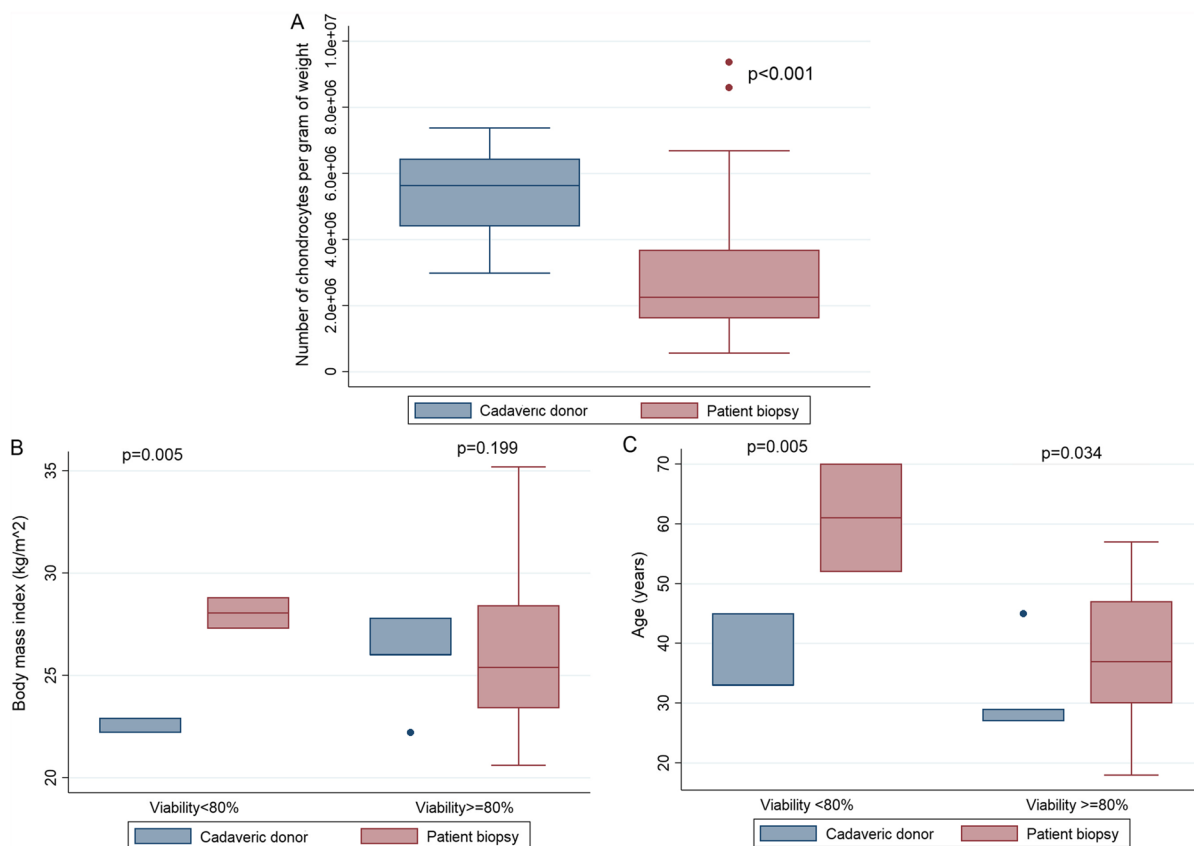 A
Number of chondrocytes per gram of weight
1.0e+07
8.0e+06
6.0e+06
4.0e+06
2.0e+06
0
p<0.001
Cadaveric donor
Patient biopsy
B
p=0.005
p=0.199
Body mass index (kg/m^2)
35
30
25
20
Viability<80%
Viability>=80%
Cadaveric donor
Patient biopsy
C
p=0.005
p=0.034
Age (years)
70
60
50
40
30
20
Viability <80%
Viability >=80%
Cadaveric donor
Patient biopsy